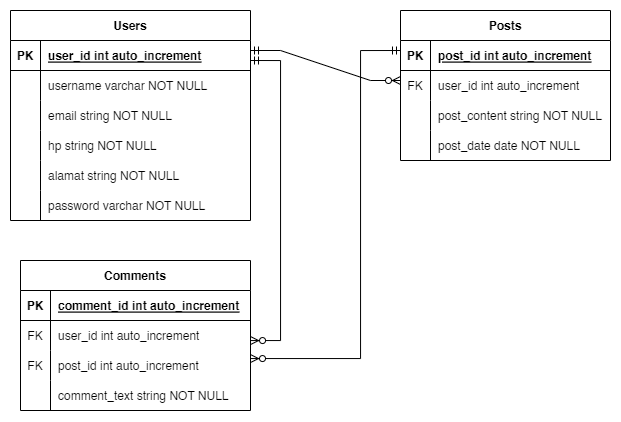 Users
PK user_id int auto_increment
username varchar NOT NULL
email string NOT NULL
hp string NOT NULL
alamat string NOT NULL
password varchar NOT NULL
Posts
PK post_id int auto_increment
FK user_id int auto_increment
post_content string NOT NULL
post_date date NOT NULL
Comments
PK comment_id int auto_increment
FK user_id int auto_increment
FK post_id int auto_increment
comment_text string NOT NULL